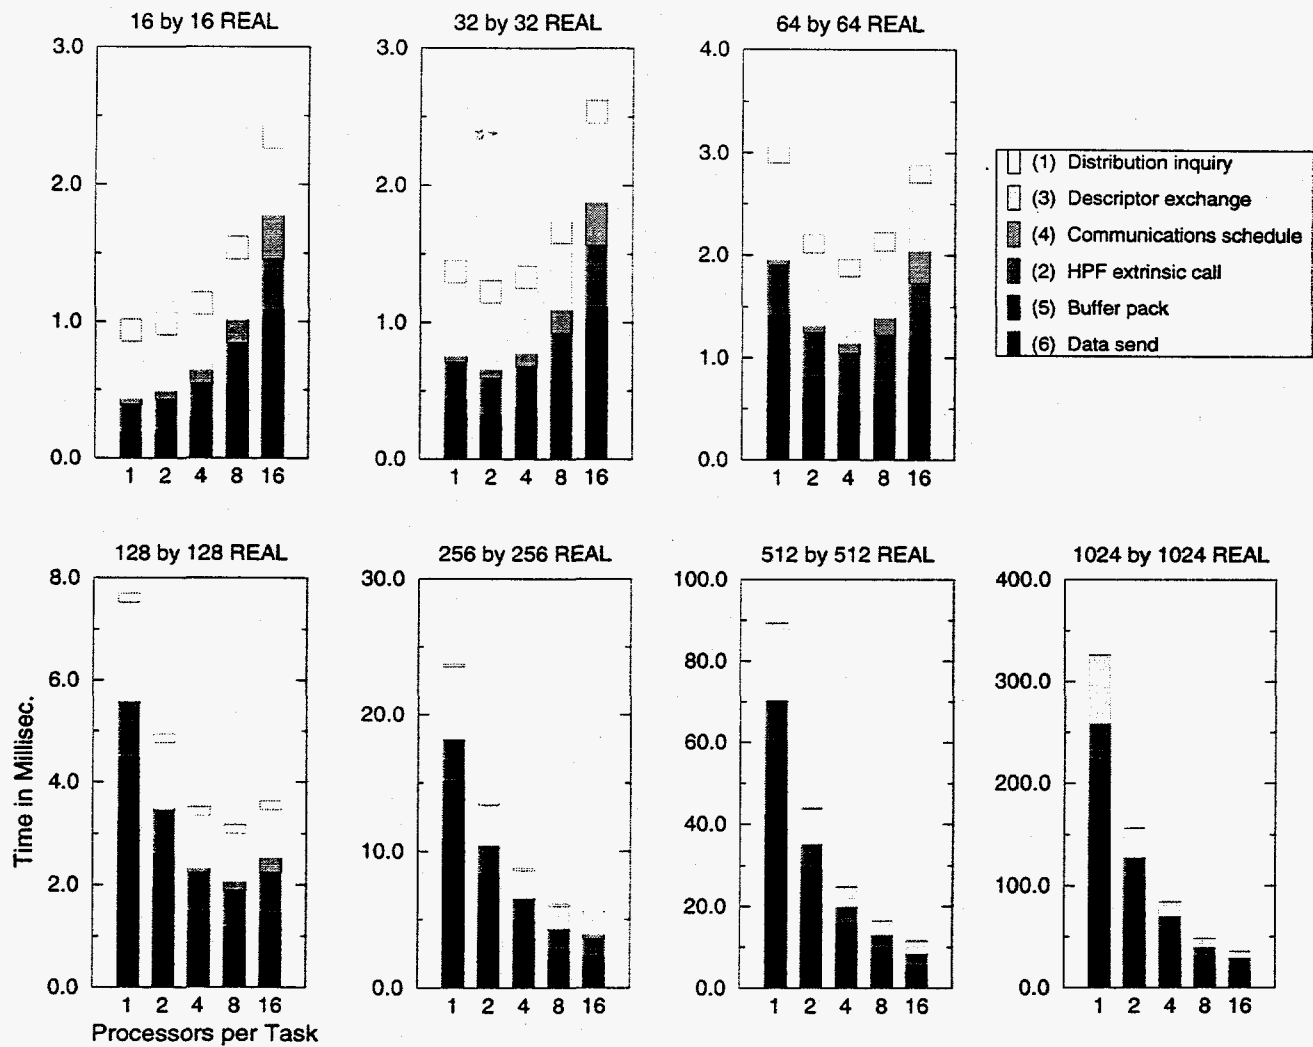 16 by 16 REAL
3.0
2.0
1.0
0.0
1 2 4 8 16
32 by 32 REAL
3.0
2.0
1.0
0.0
1 2 4 8 16
64 by 64 REAL
4.0
3.0
2.0
1.0
0.0
1 2 4 8 16
(1) Distribution inquiry
(3) Descriptor exchange
(4) Communications schedule
(2) HPF extrinsic call
(5) Buffer pack
(6) Data send
128 by 128 REAL
8.0
6.0
4.0
2.0
0.0
1 2 4 8 16
Time in Millisec.
Processors per Task
256 by 256 REAL
30.0
20.0
10.0
0.0
1 2 4 8 16
512 by 512 REAL
100.0
80.0
60.0
40.0
20.0
0.0
1 2 4 8 16
1024 by 1024 REAL
400.0
300.0
200.0
100.0
0.0
1 2 4 8 16